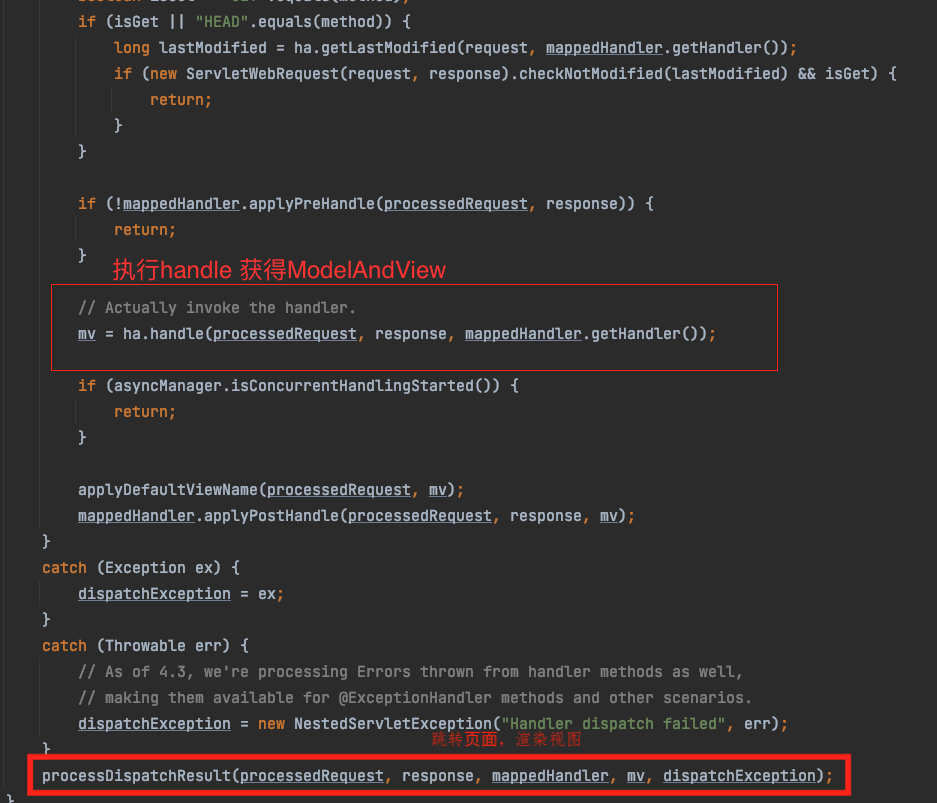 if (isGet || "HEAD".equals(method)) {
long lastModified = ha.getLastModified(request, mappedHandler.getHandler());
if (new ServletWebRequest(request, response).checkNotModified(lastModified) && isGet) {
return;
}
}
if (!mappedHandler.applyPreHandle(processedRequest, response)) {
return;
}
执行handle 获得ModelAndView
// Actually invoke the handler.
mv = ha.handle(processedRequest, response, mappedHandler.getHandler());
if (asyncManager.isConcurrentHandlingStarted()) {
return;
}
applyDefaultViewName(processedRequest, mv);
mappedHandler.applyPostHandle(processedRequest, response, mv);
}
catch (Exception ex) {
dispatchException = ex;
}
catch (Throwable err) {
// As of 4.3, we're processing Errors thrown from handler methods as well,
// making them available for @ExceptionHandler methods and other scenarios.
dispatchException = new NestedServletException("Handler dispatch failed", err);
跳转页面，渲染视图
}
processDispatchResult(processedRequest, response, mappedHandler, mv, dispatchException);
}